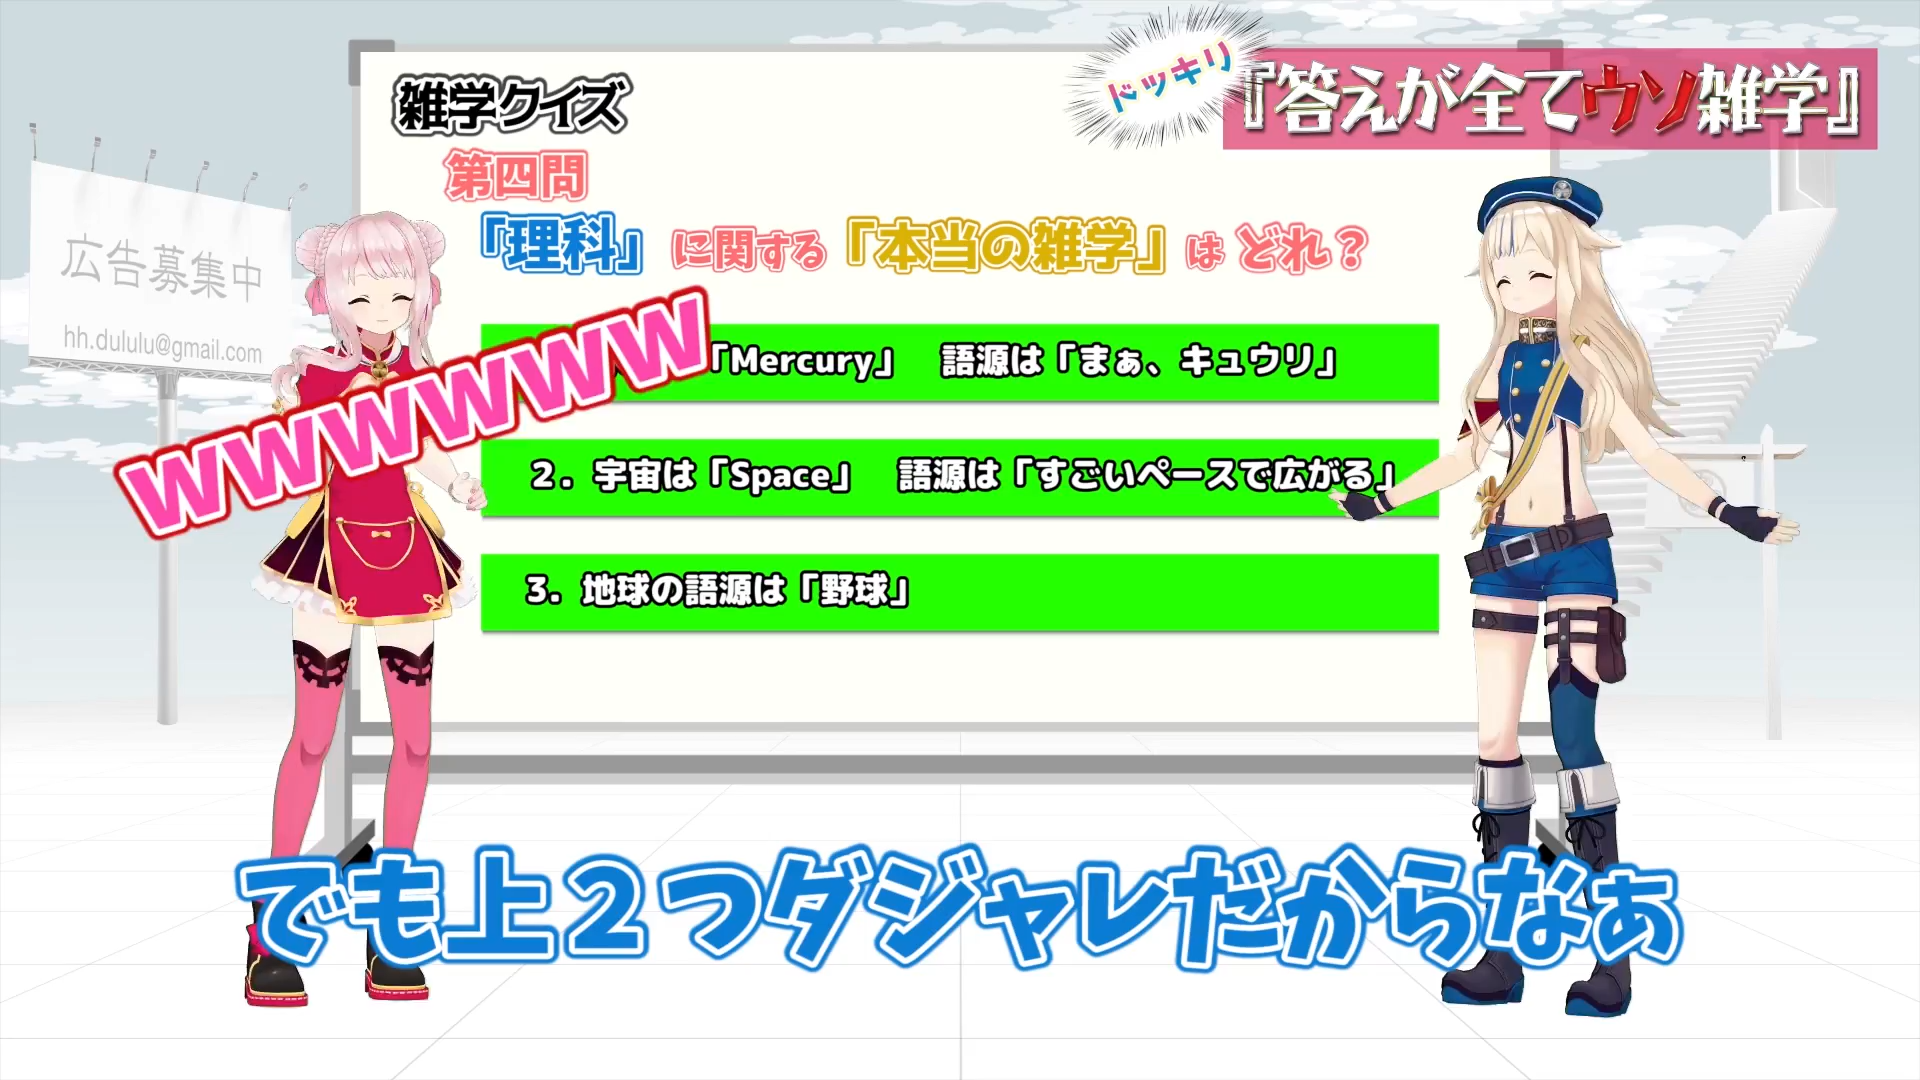 ドッキリ
『答えが全てウソ雑学』
雑学クイズ
第四問
「理科」に関する「本当の雑学」はどれ?
広告募集中
hh.dululu@gmail.com
wwwwww
「Mercury」 語源は「まぁ、キュウリ」
2. 宇宙は「Space」 語源は「すごいペースで広がる」
3. 地球の語源は「野球」
でも上2つダジャレだからなぁ